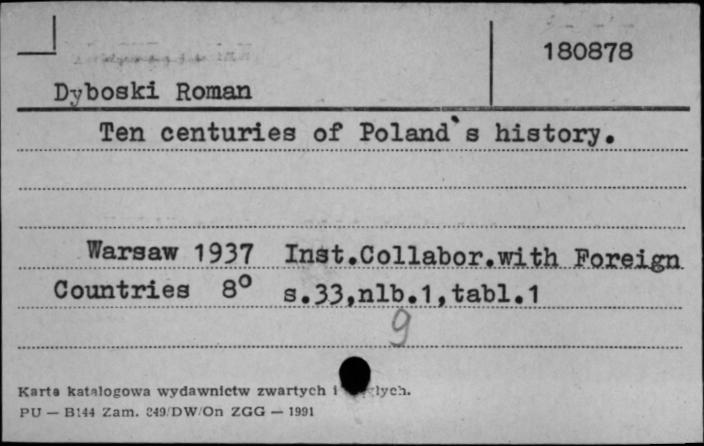 180878
Dyboski Roman
Ten centuries of Poland`s history.
Warsaw 1937 Inst.Collabor.with Foreign
Countries 8° s.33,nlb.1,tabl.1
9
Karta katalogowa wydawnictw zwartych i
PU — B144 Zam. 249/DW/On ZGG — 1991